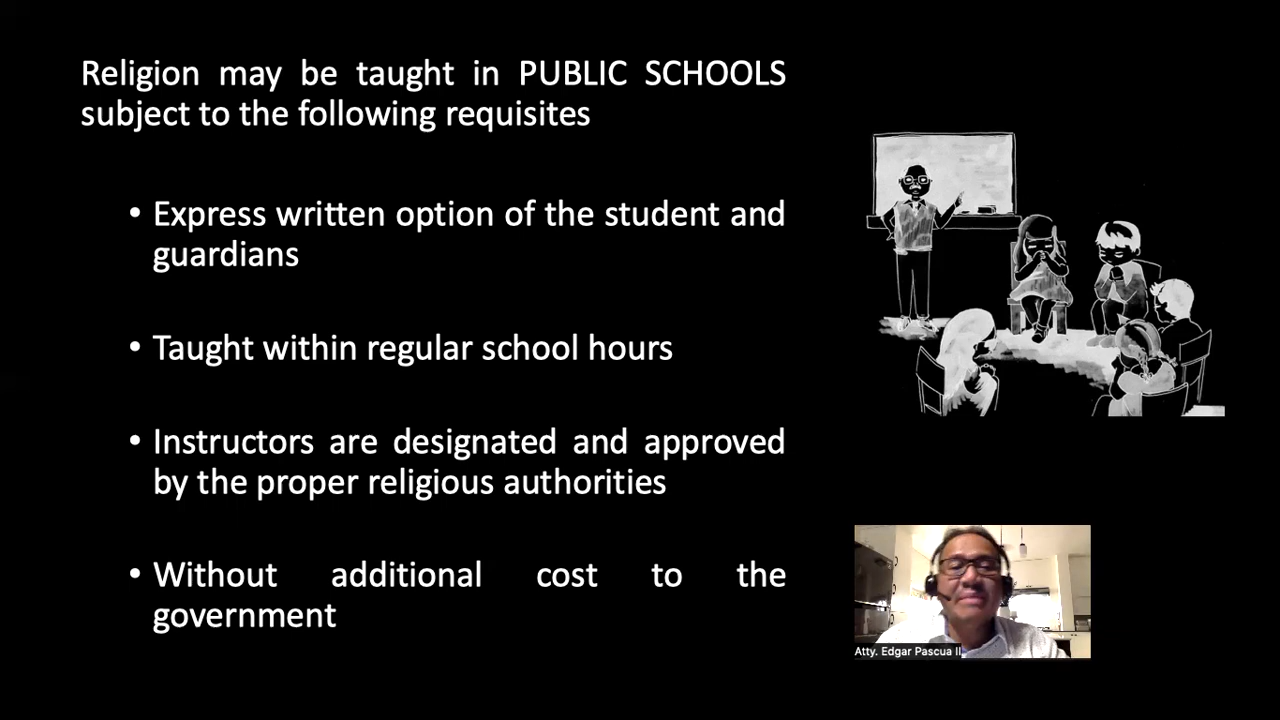 Religion may be taught in PUBLIC SCHOOLS
subject to the following requisites
• Express written option of the student and
guardians
• Taught within regular school hours
• Instructors are designated and approved
by the proper religious authorities
• Without additional cost to the
government
Atty. Edgar Pascua II